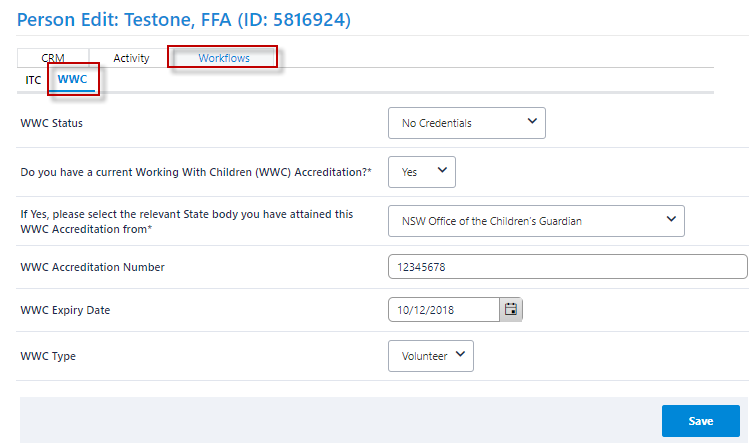 Person Edit: Testone, FFA (ID: 5816924)
CRM Activity Workflows
ITC WWC
WWC Status No Credentials
Do you have a current Working With Children (WWC) Accreditation?* Yes
If Yes, please select the relevant State body you have attained this
WWC Accreditation from* NSW Office of the Children's Guardian
WWC Accreditation Number 12345678
WWC Expiry Date 10/12/2018
WWC Type Volunteer
Save